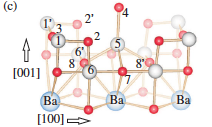 (c)
1' 2' 4
3
1 2 5
6' 8'
[001] 8 6 7
Ba Ba Ba
[100]